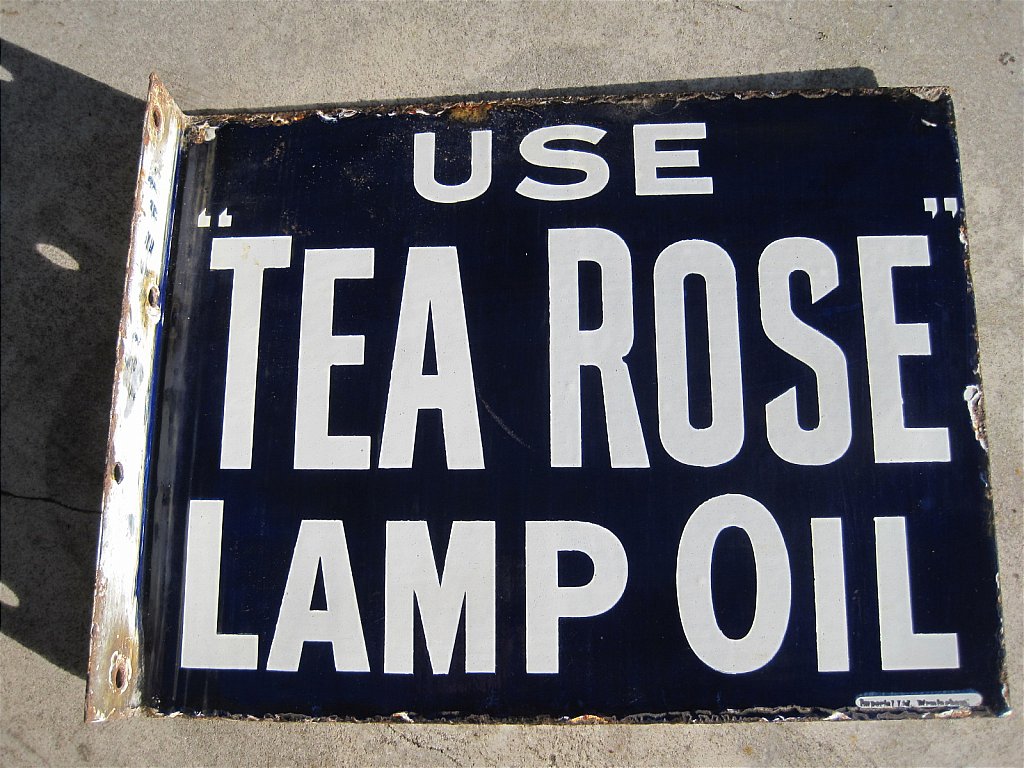 USE
“TEA ROSE”
LAMP OIL